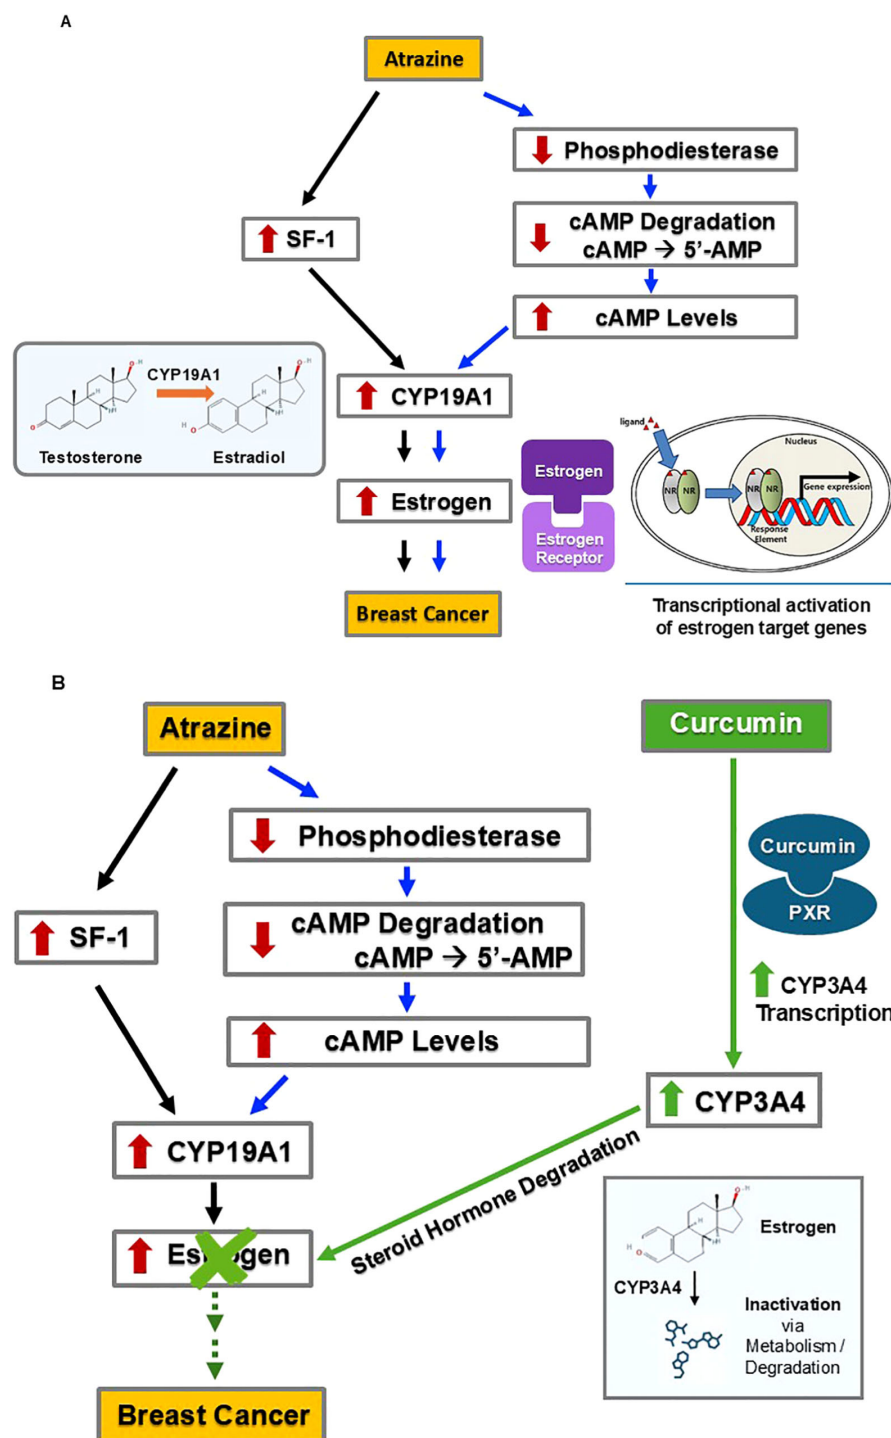 A
Atrazine
Phosphodiesterase
cAMP Degradation
cAMP → 5'-AMP
SF-1
cAMP Levels
CYP19A1
Testosterone
Estradiol
H
H
H
HH
HH
O
O
H
CYP19A1
Estrogen
Breast Cancer
Estrogen
Estrogen
Receptor
ligand
Nucleus
NR
NR
NR
NR
Gene expression
Response
Element
Transcriptional activation
of estrogen target genes
B
Atrazine
Phosphodiesterase
cAMP Degradation
cAMP → 5'-AMP
SF-1
cAMP Levels
CYP19A1
Estrogen
Breast Cancer
Curcumin
Curcumin
PXR
CYP3A4
Transcription
CYP3A4
Steroid Hormone Degradation
Estrogen
CYP3A4
Inactivation
via
Metabolism /
Degradation